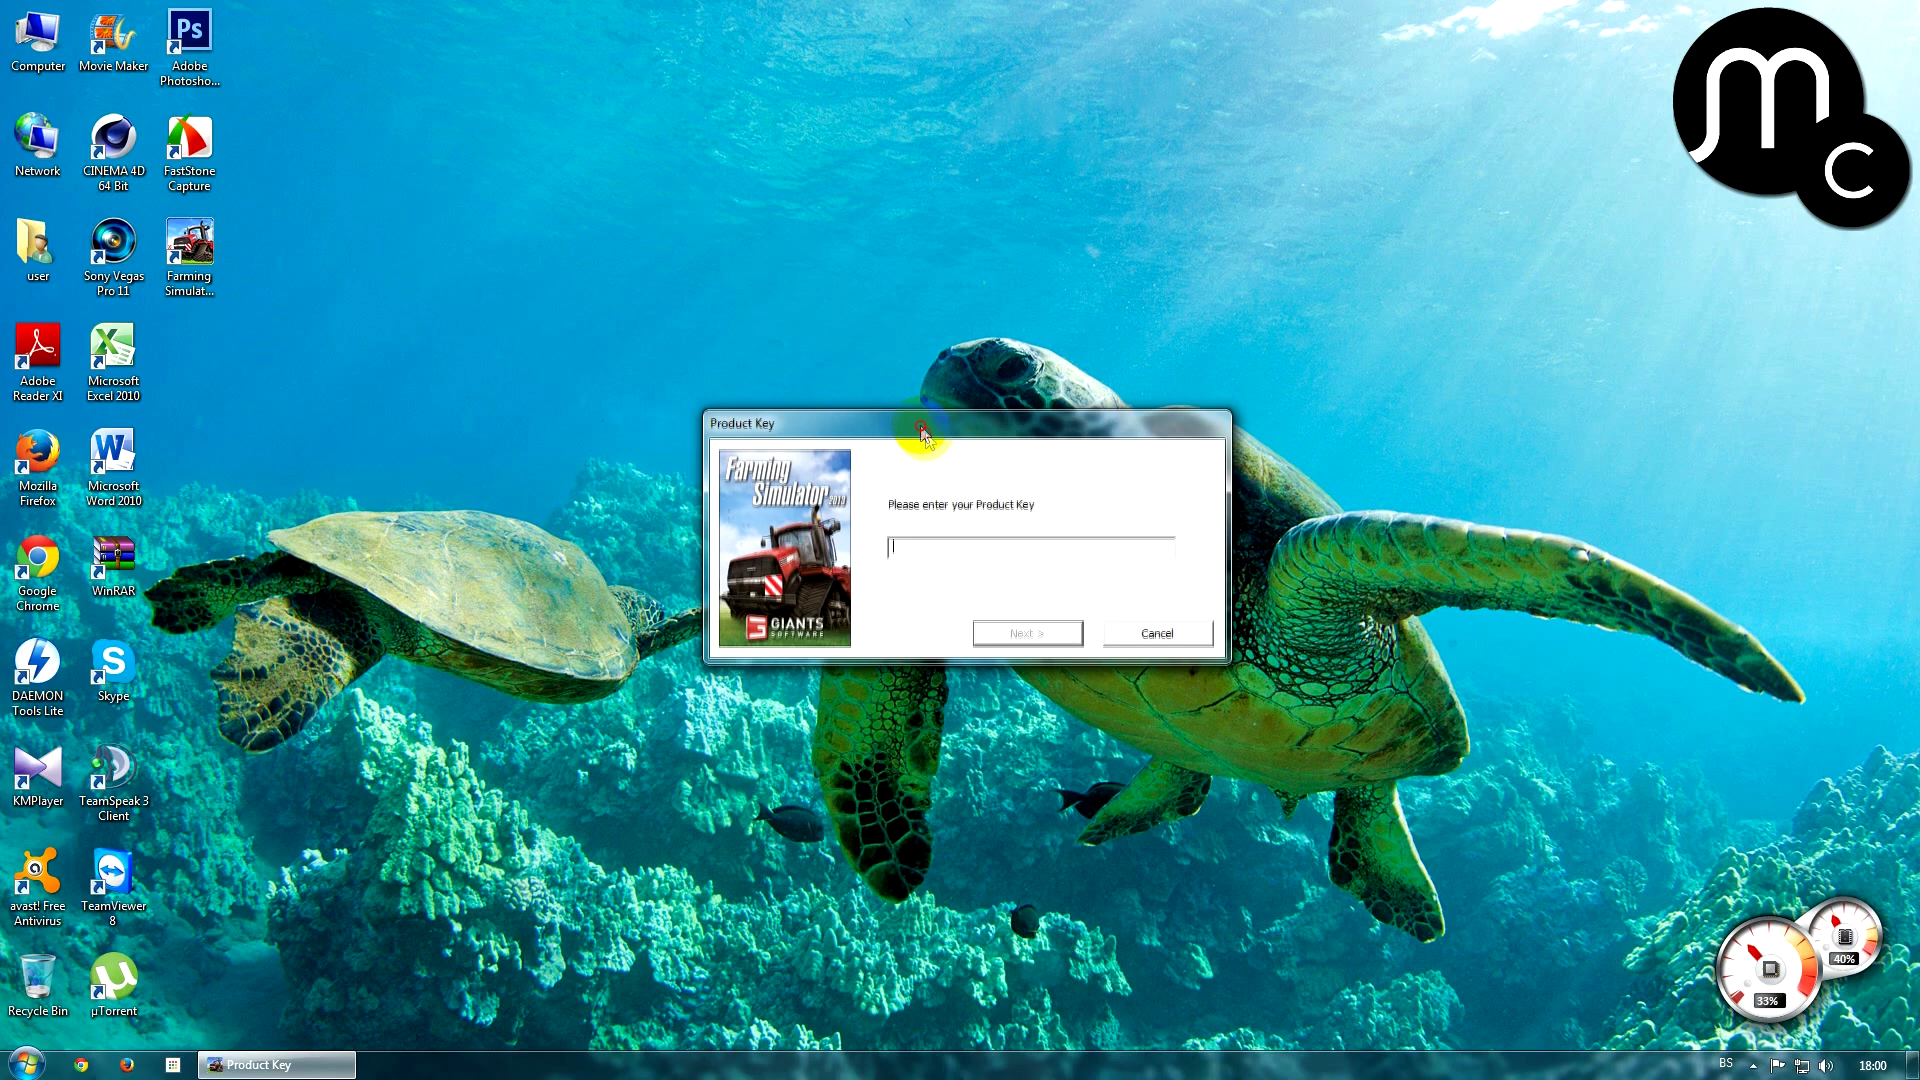 Computer
Movie Maker
Ps
Adobe
Photosho...
Network
CINEMA 4D
64 Bit
FastStone
Capture
user
Sony Vegas
Pro 11
Farming
Simulat...
Adobe
Reader XI
Microsoft
Excel 2010
Mozilla
Firefox
Microsoft
Word 2010
Google
Chrome
WinRAR
DAEMON
Tools Lite
Skype
KMPlayer
TeamSpeak 3
Client
avast! Free
Antivirus
TeamViewer
8
Recycle Bin
µTorrent
mc
Product Key
Farming
Simulator 2013
GIANTS
SOFTWARE
Please enter your Product Key
Next >
Cancel
40%
33%
Product Key
BS
18:00